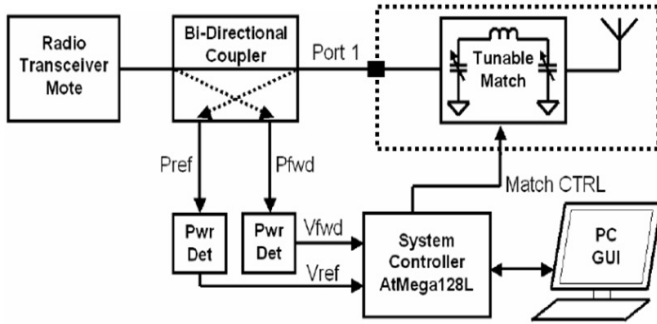 Radio
Transceiver
Mote
Bi-Directional
Coupler
Port 1
Tunable
Match
Pref
Pfwd
Match CTRL
Pwr
Det
Pwr
Det
Vfwd
Vref
System
Controller
AtMega128L
PC
GUI